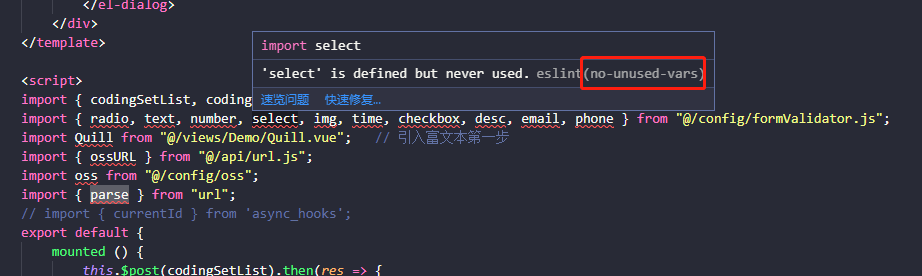 </el-dialog>
</div>
</template>
import select
'select' is defined but never used. eslint(no-unused-vars)
速览问题 快速修复...
<script>
import { codingSetList, coding
import { radio, text, number, select, img, time, checkbox, desc, email, phone } from "@/config/formValidator.js";
import Quill from "@/views/Demo/Quill.vue"; // 引入富文本第一步
import { ossURL } from "@/api/url.js";
import oss from "@/config/oss";
import { parse } from "url";
// import { currentId } from 'async_hooks';
export default {
mounted () {
this.$post(codingSetList).then(res => {